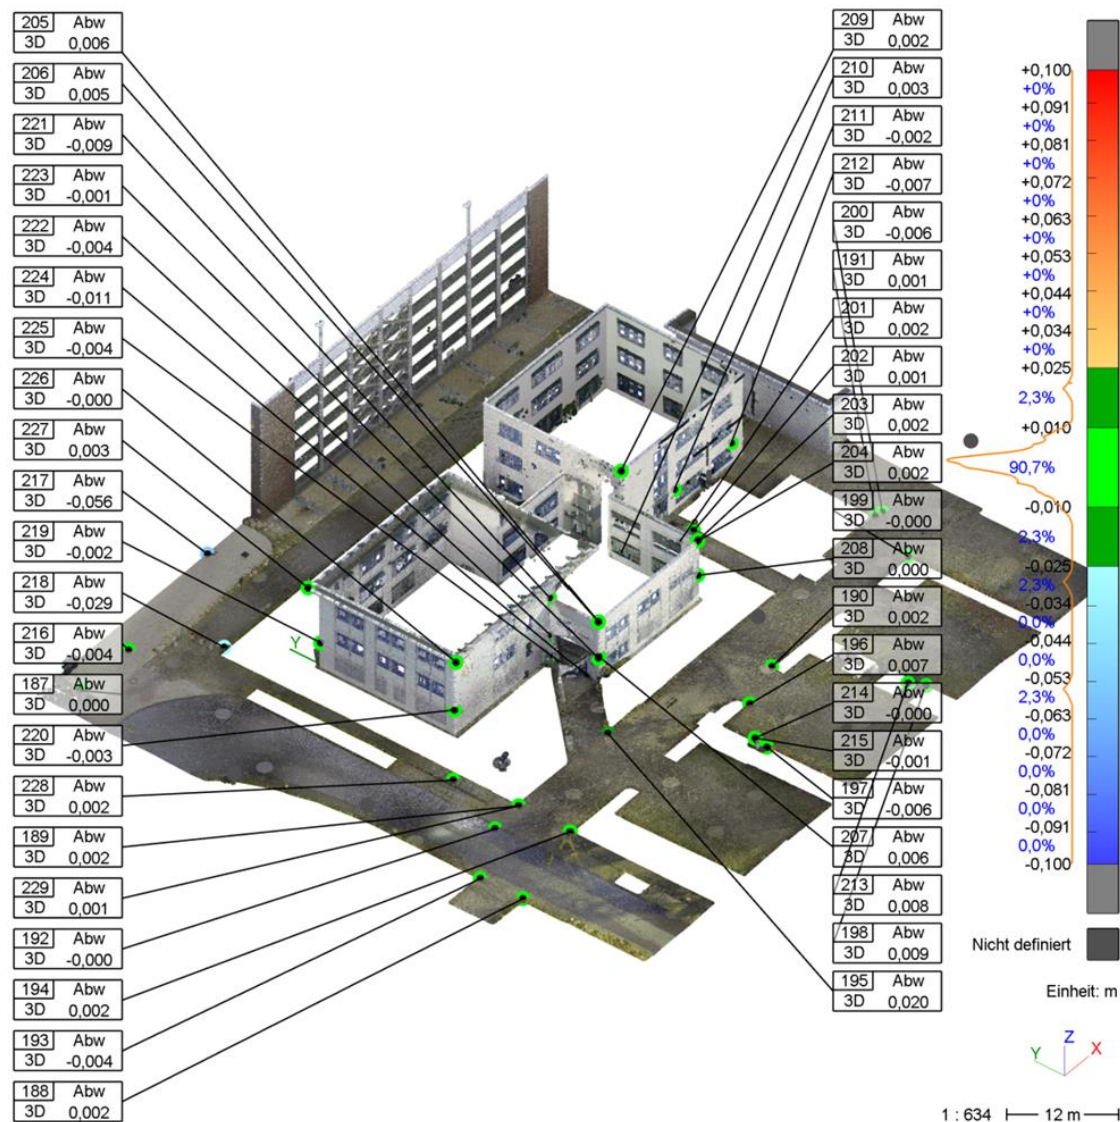 205 Abw
3D 0,006
206 Abw
3D 0,005
221 Abw
3D -0,009
223 Abw
3D -0,001
222 Abw
3D -0,004
224 Abw
3D -0,011
225 Abw
3D -0,004
226 Abw
3D -0,000
227 Abw
3D 0,003
217 Abw
3D -0,056
219 Abw
3D -0,002
218 Abw
3D -0,029
216 Abw
3D -0,004
187 Abw
3D 0,000
220 Abw
3D -0,003
228 Abw
3D 0,002
189 Abw
3D 0,002
229 Abw
3D 0,001
192 Abw
3D -0,000
194 Abw
3D 0,002
193 Abw
3D -0,004
188 Abw
3D 0,002
Y
209 Abw
3D 0,002
210 Abw
3D 0,003
211 Abw
3D -0,002
212 Abw
3D -0,007
200 Abw
3D -0,006
191 Abw
3D 0,001
201 Abw
3D 0,002
202 Abw
3D 0,001
203 Abw
3D 0,002
204 Abw
3D 0,002
199 Abw
3D -0,000
208 Abw
3D 0,000
190 Abw
3D 0,002
196 Abw
3D 0,007
214 Abw
3D -0,000
215 Abw
3D -0,001
197 Abw
3D -0,006
207 Abw
3D 0,006
213 Abw
3D 0,008
198 Abw
3D 0,009
195 Abw
3D 0,020
+0,100
+0%
+0,091
+0%
+0,081
+0%
+0,072
+0%
+0,063
+0%
+0,053
+0%
+0,044
+0%
+0,034
+0%
+0,025
2,3%
+0,010
90,7%
-0,010
2,3%
-0,025
2,3%
-0,034
0,0%
-0,044
0,0%
-0,053
2,3%
-0,063
0,0%
-0,072
0,0%
-0,081
0,0%
-0,091
0,0%
-0,100
Nicht definiert
Einheit: m
Y Z X
1 : 634 12 m